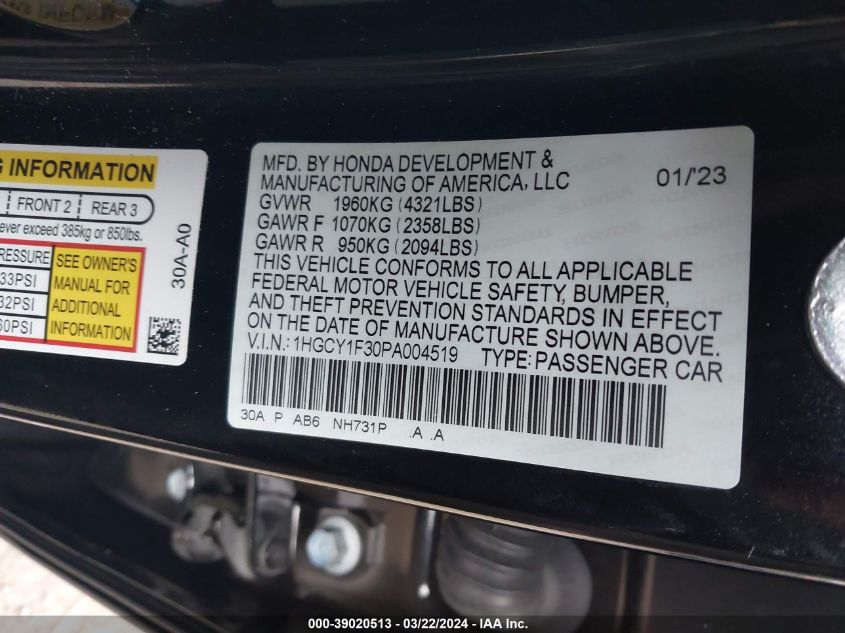 G INFORMATION
FRONT 2 | REAR 3
ever exceed 385kg or 850lbs.
PRESSURE
33PSI
32PSI
60PSI
SEE OWNER'S
MANUAL FOR
ADDITIONAL
INFORMATION
30A-A0
MFD. BY HONDA DEVELOPMENT &
MANUFACTURING OF AMERICA, LLC 01/'23
GVWR 1960KG (4321LBS)
GAWR F 1070KG (2358LBS)
GAWR R 950KG (2094LBS)
THIS VEHICLE CONFORMS TO ALL APPLICABLE
FEDERAL MOTOR VEHICLE SAFETY, BUMPER,
AND THEFT PREVENTION STANDARDS IN EFFECT
ON THE DATE OF MANUFACTURE SHOWN ABOVE.
V.I.N.: 1HGCY1F30PA004519 TYPE: PASSENGER CAR
30A P AB6 NH731P .A .A
000-39020513 - 03/22/2024 - IAA Inc.